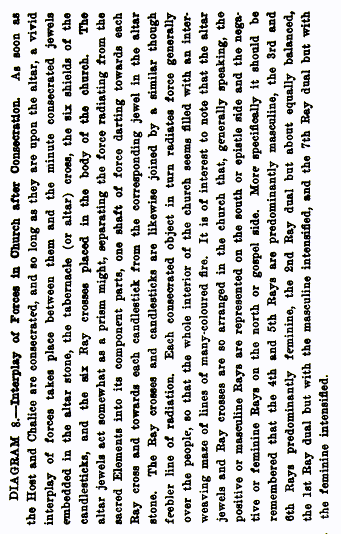 DIAGRAM 8.—Interplay of Forces in Church after Consecration. As soon as
the Host and Chalice are consecrated, and so long as they are upon the altar, a vivid
interplay of forces takes place between them and the minute consecrated jewels
embedded in the altar stone, the tabernacle (or altar) cross, the six shields of the
candlesticks, and the six Ray crosses placed in the body of the church. The
altar jewels act somewhat as a prism might, separating the force radiating from the
sacred Elements into its component parts, one shaft of force darting towards each
Ray cross and towards each candlestick from the corresponding jewel in the altar
stone. The Ray crosses and candlesticks are likewise joined by a similar though
feebler line of radiation. Each consecrated object in turn radiates force generally
over the people, so that the whole interior of the church seems filled with an inter-
weaving maze of lines of many-coloured fire. It is of interest to note that the altar
jewels and Ray crosses are so arranged in the church that, generally speaking, the
positive or masculine Rays are represented on the south or epistle side and the nega-
tive or feminine Rays on the north or gospel side. More specifically it should be
remembered that the 4th and 5th Rays are predominantly masculine, the 3rd and
6th Rays predominantly feminine, the 2nd Ray dual but about equally balanced,
the 1st Ray dual but with the masculine intensified, and the 7th Ray dual but with
the feminine intensified.